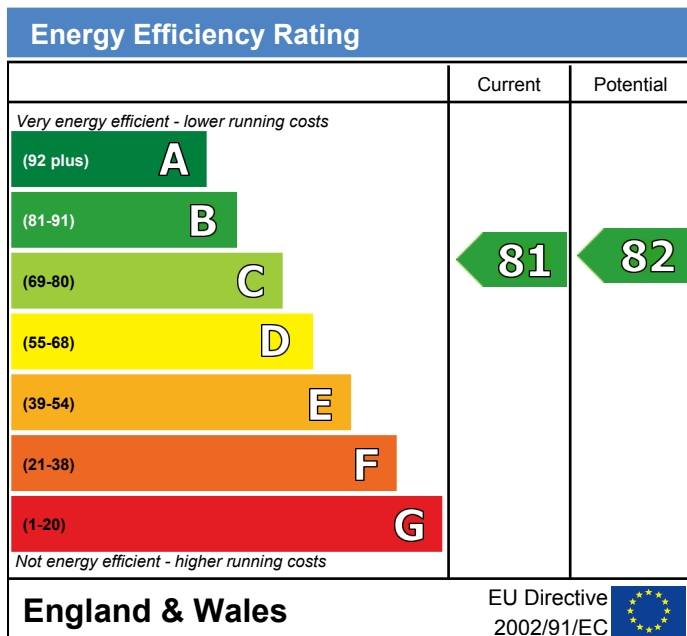 Energy Efficiency Rating
Current Potential
Very energy efficient - lower running costs
(92 plus) A
(81-91) B
(69-80) C
81 82
(55-68) D
(39-54) E
(21-38) F
(1-20) G
Not energy efficient - higher running costs
England & Wales
EU Directive
2002/91/EC